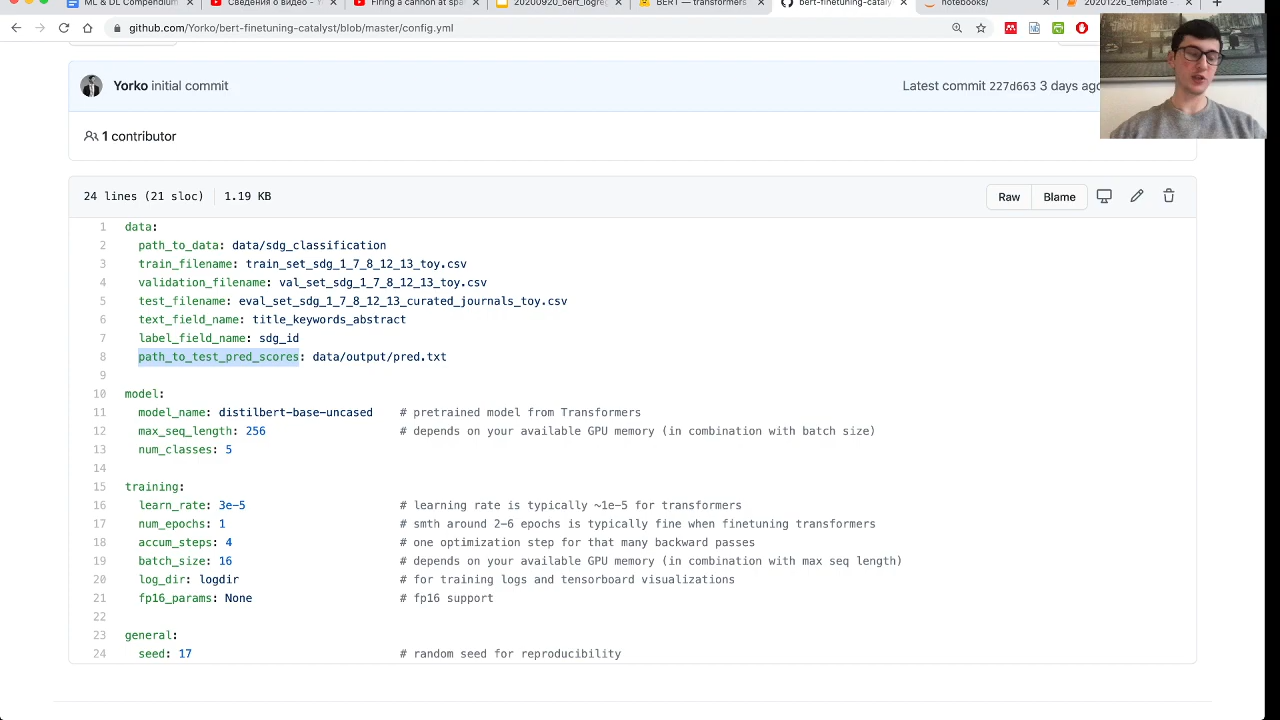 ML & DL Compendium
Сведения о видео - Y
Firing a cannon at spa
20200920_bert_logreg
BERT — transformers
bert-finetuning-cataly
notebooks/
20201226_template -
github.com/Yorko/bert-finetuning-catalyst/blob/master/config.yml
Yorko initial commit
Latest commit 227d663 3 days ago
1 contributor
24 lines (21 sloc) 1.19 KB
Raw
Blame
1 data:
2 path_to_data: data/sdg_classification
3 train_filename: train_set_sdg_1_7_8_12_13_toy.csv
4 validation_filename: val_set_sdg_1_7_8_12_13_toy.csv
5 test_filename: eval_set_sdg_1_7_8_12_13_curated_journals_toy.csv
6 text_field_name: title_keywords_abstract
7 label_field_name: sdg_id
8 path_to_test_pred_scores: data/output/pred.txt
9
10 model:
11 model_name: distilbert-base-uncased # pretrained model from Transformers
12 max_seq_length: 256 # depends on your available GPU memory (in combination with batch size)
13 num_classes: 5
14
15 training:
16 learn_rate: 3e-5 # learning rate is typically ~1e-5 for transformers
17 num_epochs: 1 # smth around 2-6 epochs is typically fine when finetuning transformers
18 accum_steps: 4 # one optimization step for that many backward passes
19 batch_size: 16 # depends on your available GPU memory (in combination with max seq length)
20 log_dir: logdir # for training logs and tensorboard visualizations
21 fp16_params: None # fp16 support
22
23 general:
24 seed: 17 # random seed for reproducibility